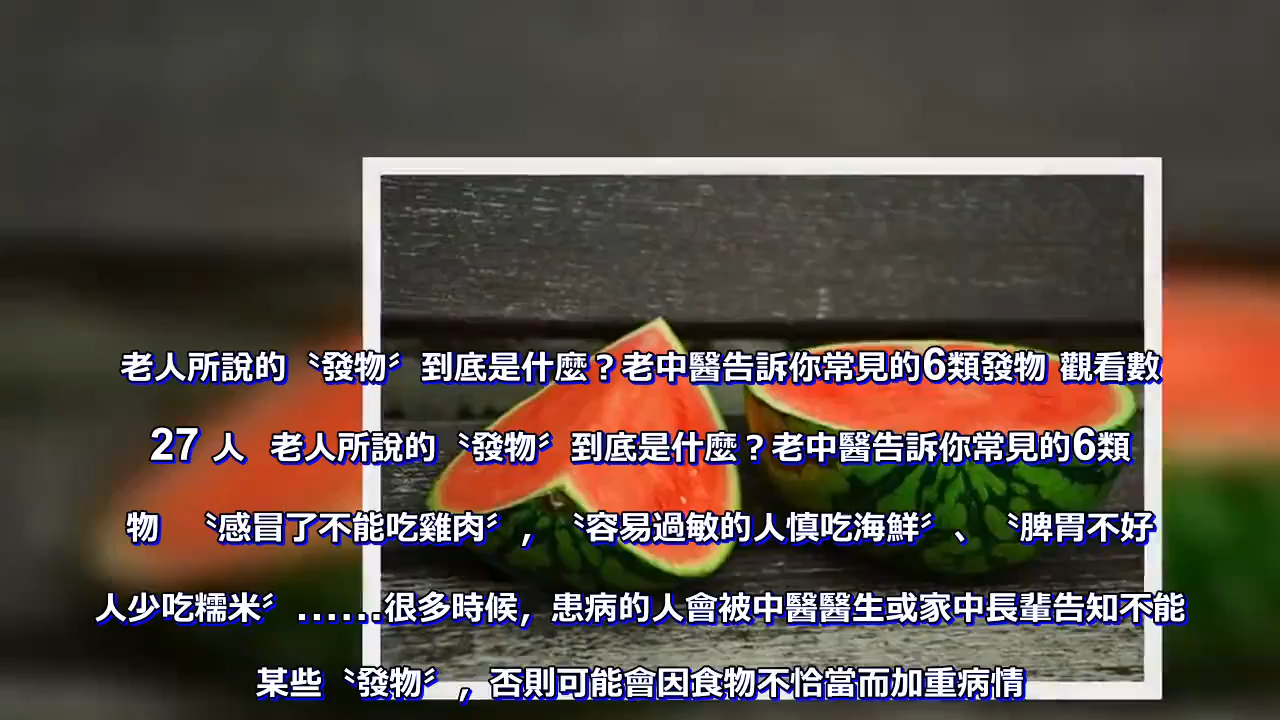 老人所說的〝發物〞到底是什麼？老中醫告訴你常見的6類發物 觀看數
27 人 老人所說的〝發物〞到底是什麼？老中醫告訴你常見的6類
物 〝感冒了不能吃雞肉〞，〝容易過敏的人慎吃海鮮〞、〝脾胃不好
人少吃糯米〞......很多時候，患病的人會被中醫醫生或家中長輩告知不能
某些〝發物〞，否則可能會因食物不恰當而加重病情